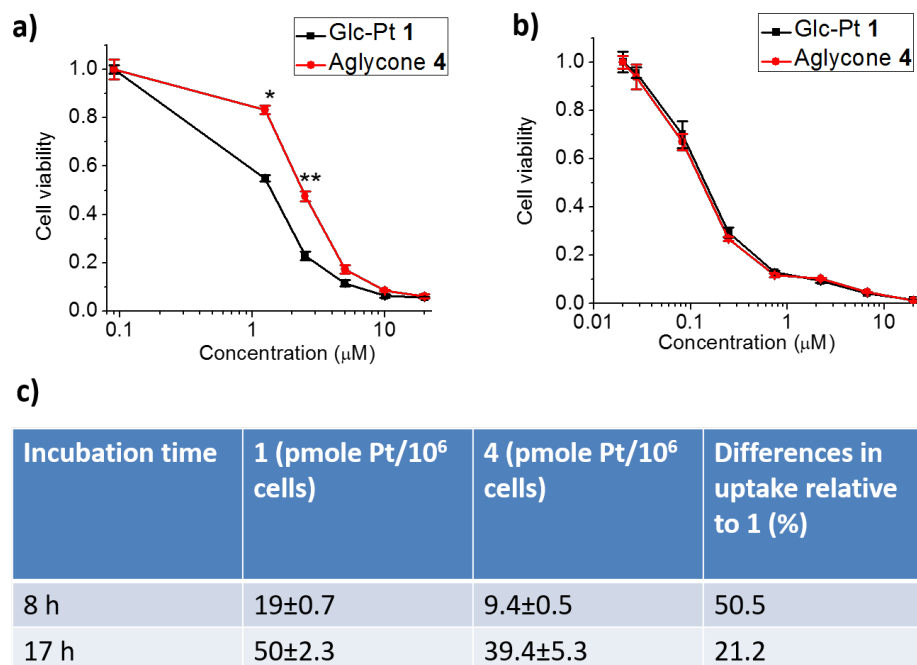 a)
Glc-Pt 1
Aglycone 4
1.0
0.8
0.6
0.4
0.2
0.0
Cell viability
*
**
0.1
1
10
Concentration (μM)
b)
Glc-Pt 1
Aglycone 4
1.0
0.8
0.6
0.4
0.2
0.0
Cell viability
0.01
0.1
1
10
Concentration (μM)
c)
Incubation time
1 (pmole Pt/10⁶
cells)
4 (pmole Pt/10⁶
cells)
Differences in
uptake relative
to 1 (%)
8 h
19±0.7
9.4±0.5
50.5
17 h
50±2.3
39.4±5.3
21.2